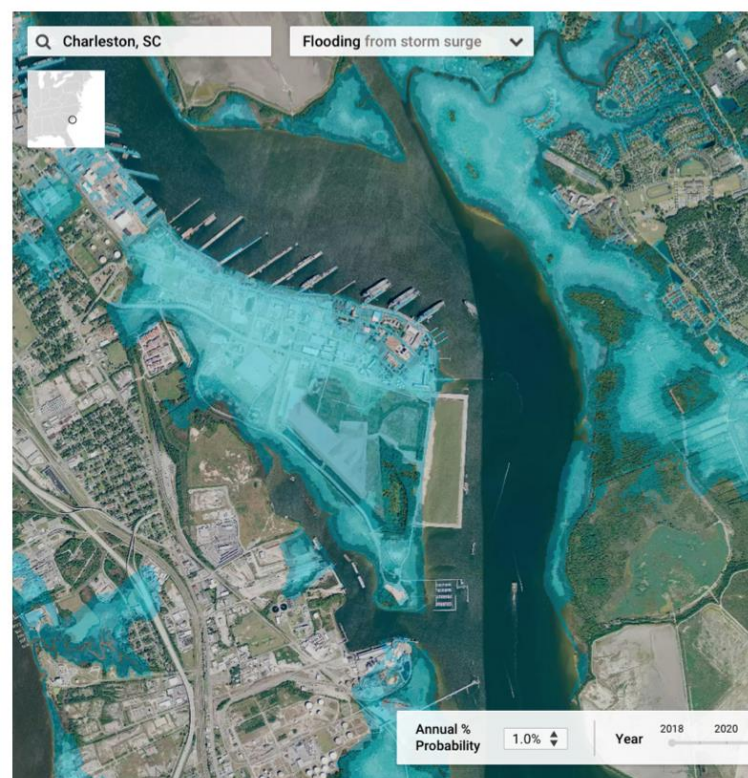 Charleston, SC
Flooding from storm surge
Annual %
Probability
1.0%
Year
2018
2020